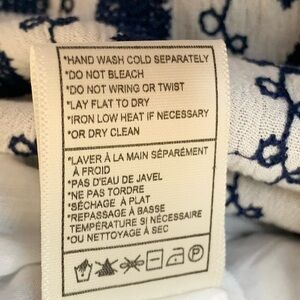 *HAND WASH COLD SEPARATELY
*DO NOT BLEACH
*DO NOT WRING OR TWIST
*LAY FLAT TO DRY
*IRON LOW HEAT IF NECESSARY
*OR DRY CLEAN
*LAVER À LA MAIN SÉPARÉMENT
À FROID
*PAS D'EAU DE JAVEL
*NE PAS TORDRE
*SÉCHAGE À PLAT
*REPASSAGE À BASSE
TEMPÉRATURE SI NÉCESSAIRE
*OU NETTOYAGE À SEC